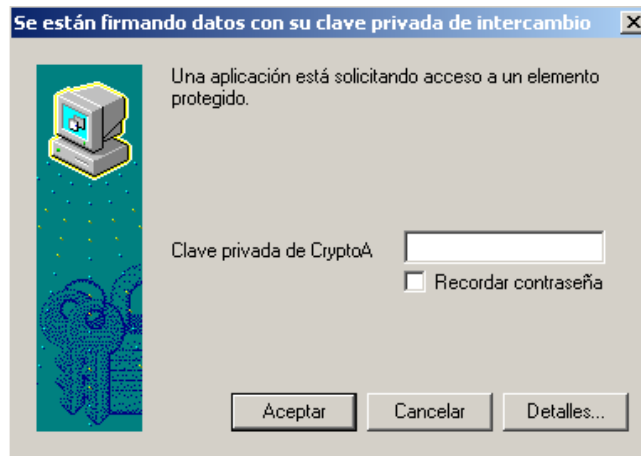 Se están firmando datos con su clave privada de intercambio
Una aplicación está solicitando acceso a un elemento
protegido.
Clave privada de CryptoA
Recordar contraseña
Aceptar
Cancelar
Detalles...